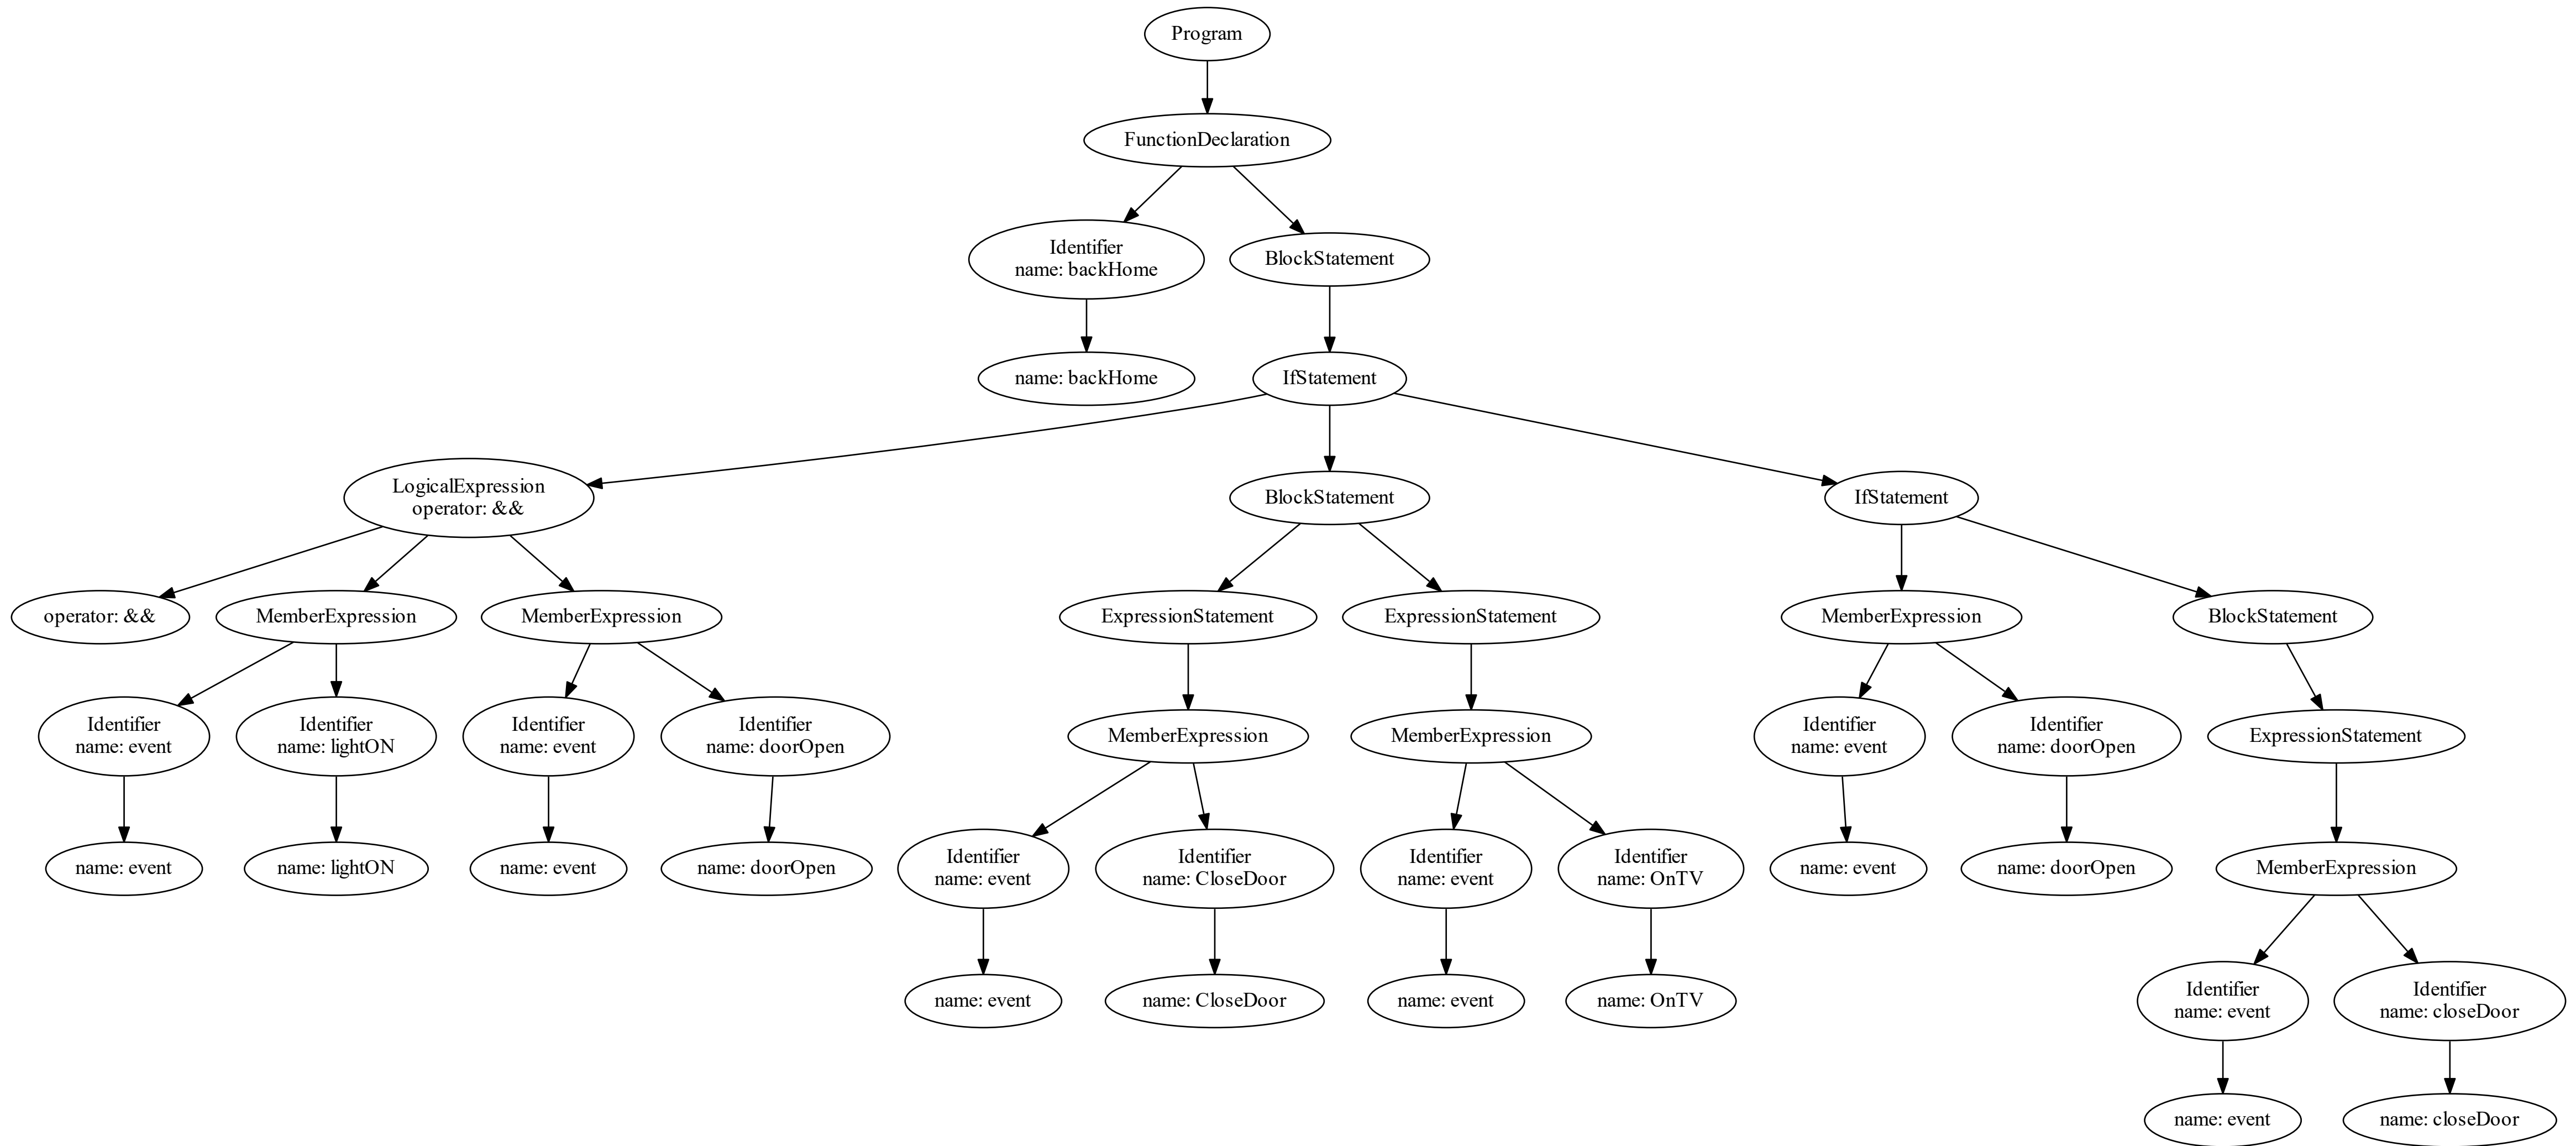 Program
FunctionDeclaration
Identifier
name: backHome
BlockStatement
name: backHome
IfStatement
LogicalExpression
operator: &&
BlockStatement
IfStatement
operator: &&
MemberExpression
MemberExpression
ExpressionStatement
ExpressionStatement
MemberExpression
BlockStatement
Identifier
name: event
Identifier
name: lightON
Identifier
name: event
Identifier
name: doorOpen
MemberExpression
MemberExpression
Identifier
name: event
Identifier
name: doorOpen
ExpressionStatement
name: event
name: lightON
name: event
name: doorOpen
Identifier
name: event
Identifier
name: CloseDoor
Identifier
name: event
Identifier
name: OnTV
name: event
name: doorOpen
MemberExpression
name: event
name: CloseDoor
name: event
name: OnTV
Identifier
name: event
Identifier
name: closeDoor
name: event
name: closeDoor